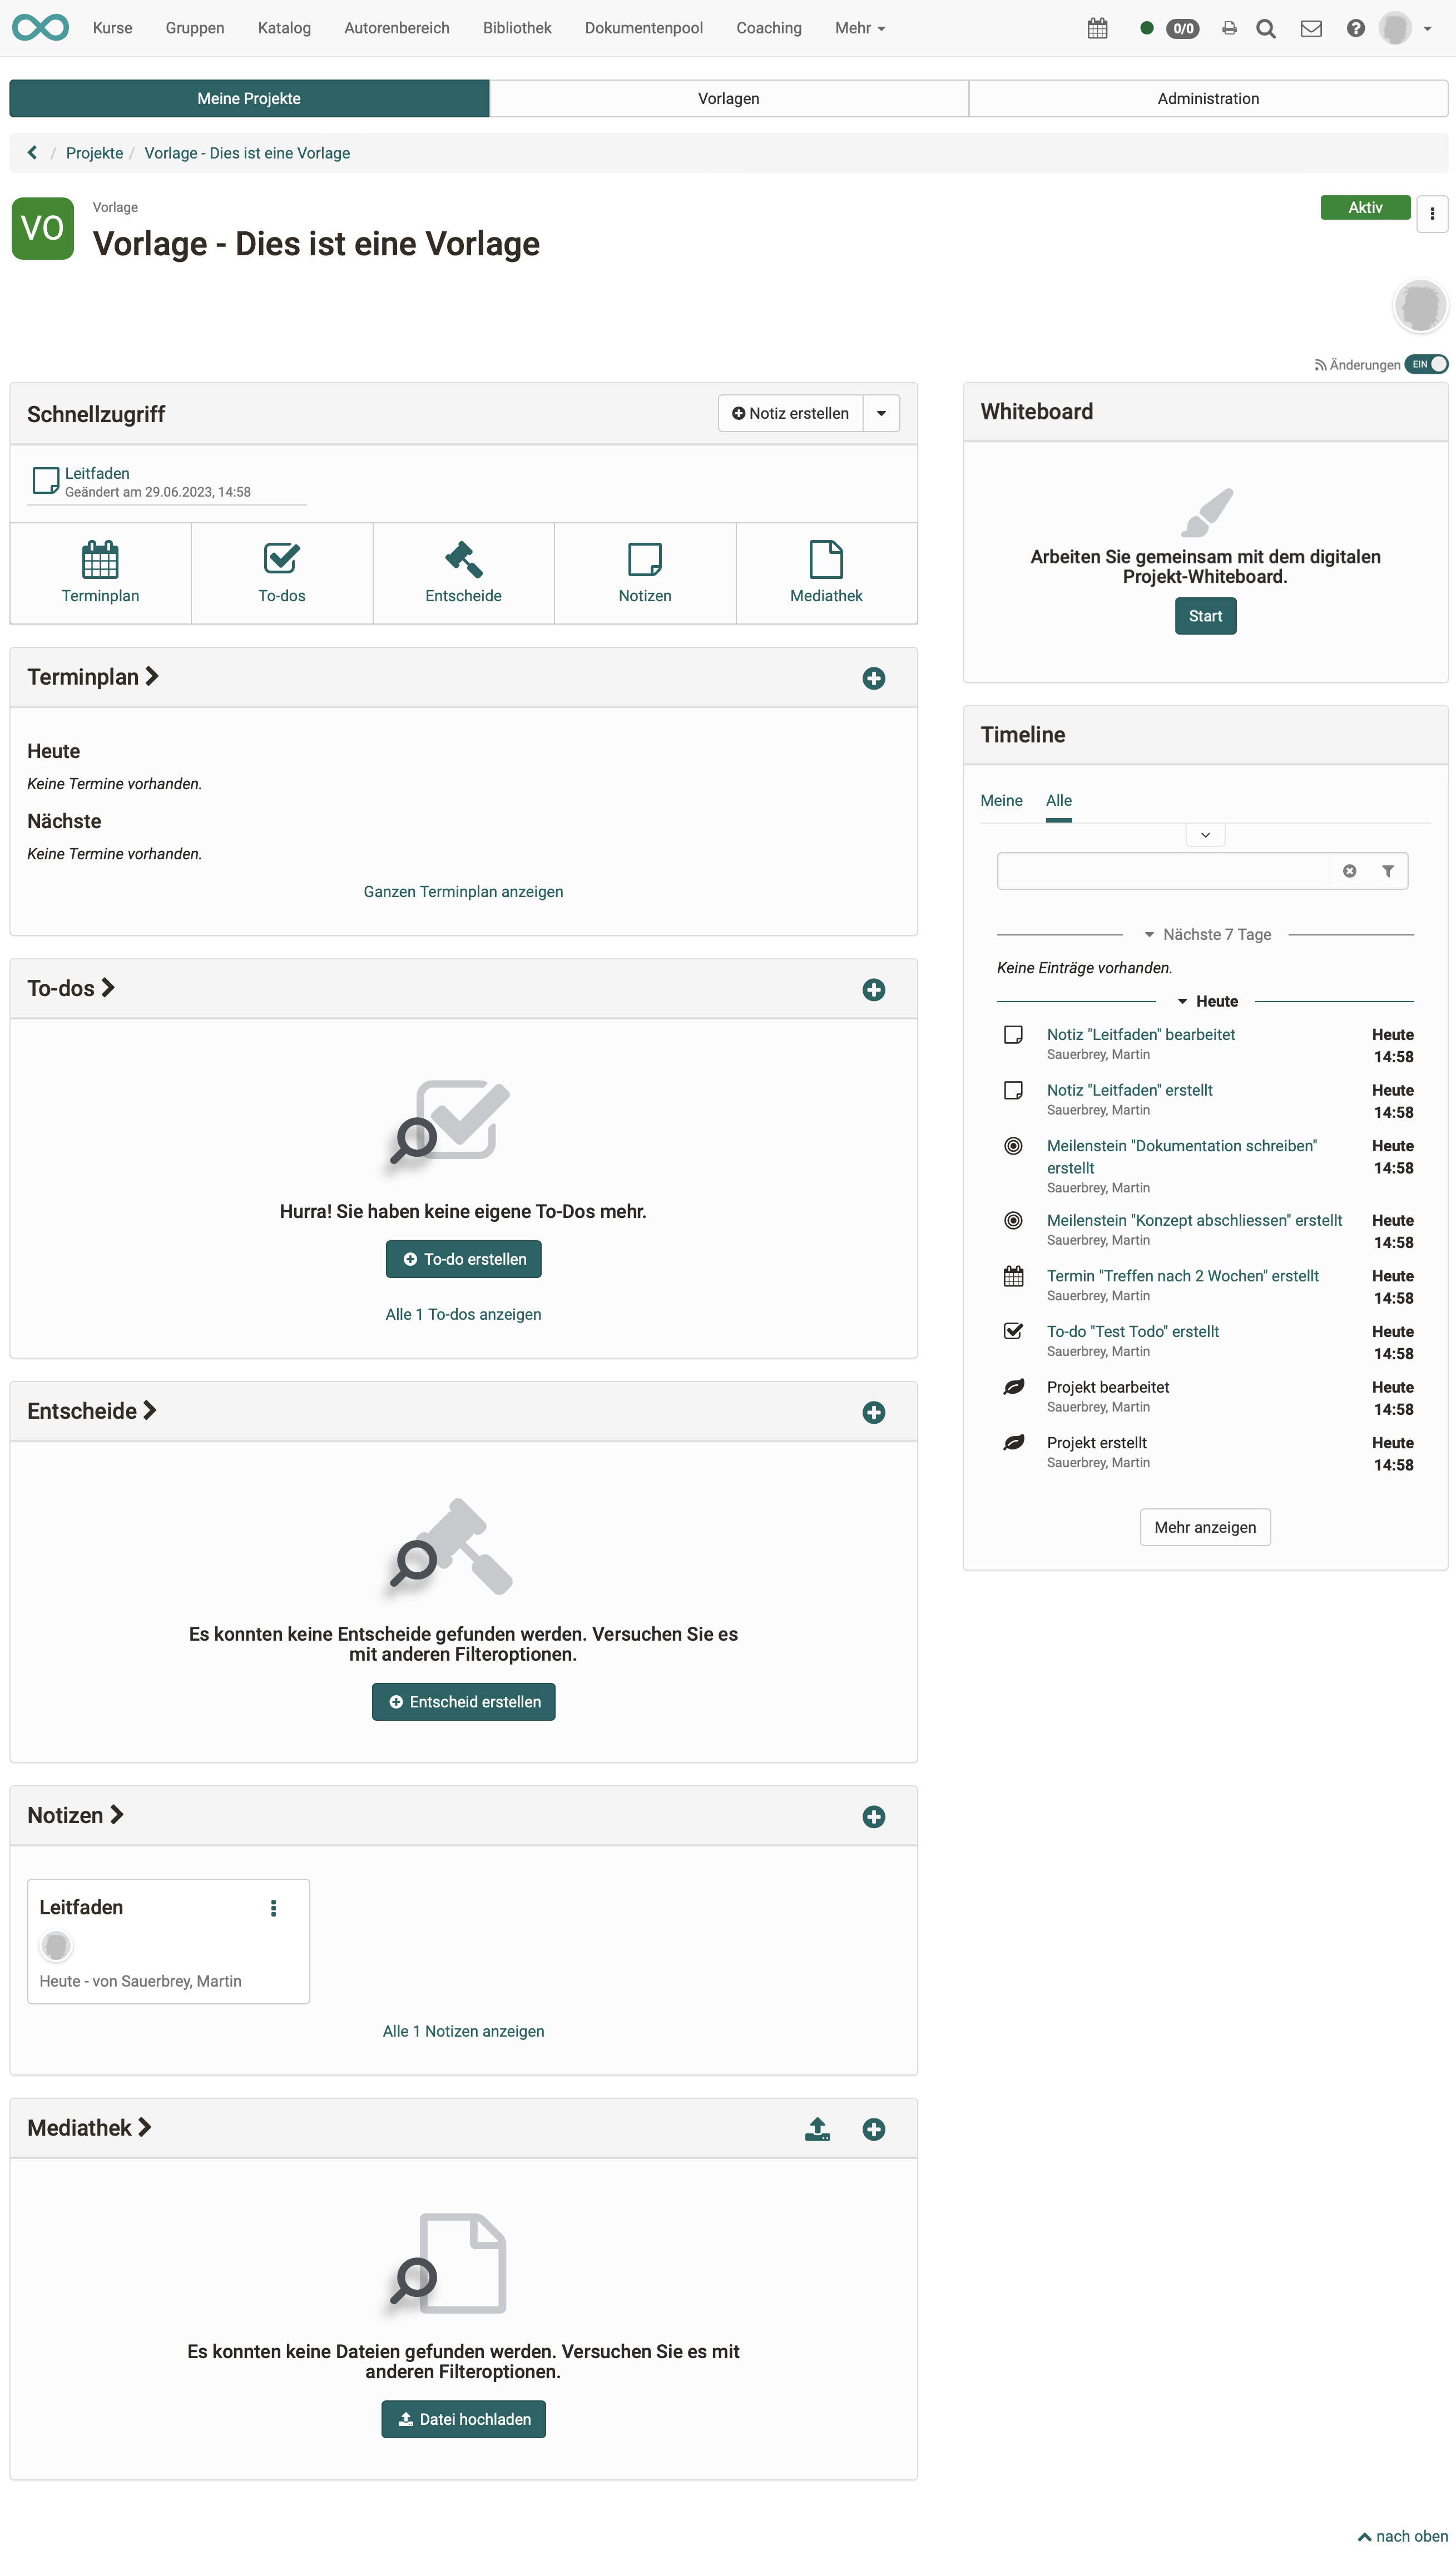 Kurse Gruppen Katalog Autorenbereich Bibliothek Dokumentenpool Coaching Mehr 0/0
Meine Projekte Vorlagen Administration
/ Projekte / Vorlage - Dies ist eine Vorlage
VO
Vorlage
Vorlage - Dies ist eine Vorlage
Aktiv
Änderungen EIN
Schnellzugriff
Notiz erstellen
Leitfaden
Geändert am 29.06.2023, 14:58
Terminplan To-dos Entscheide Notizen Mediathek
Terminplan
Heute
Keine Termine vorhanden.
Nächste
Keine Termine vorhanden.
Ganzen Terminplan anzeigen
To-dos
Hurra! Sie haben keine eigene To-Dos mehr.
To-do erstellen
Alle 1 To-dos anzeigen
Entscheide
Es konnten keine Entscheide gefunden werden. Versuchen Sie es
mit anderen Filteroptionen.
Entscheid erstellen
Notizen
Leitfaden
Heute - von Sauerbrey, Martin
Alle 1 Notizen anzeigen
Mediathek
Es konnten keine Dateien gefunden werden. Versuchen Sie es mit
anderen Filteroptionen.
Datei hochladen
Whiteboard
Arbeiten Sie gemeinsam mit dem digitalen
Projekt-Whiteboard.
Start
Timeline
Meine Alle
Nächste 7 Tage
Keine Einträge vorhanden.
Heute
Notiz "Leitfaden" bearbeitet Heute
Sauerbrey, Martin 14:58
Notiz "Leitfaden" erstellt Heute
Sauerbrey, Martin 14:58
Meilenstein "Dokumentation schreiben" Heute
erstellt 14:58
Sauerbrey, Martin
Meilenstein "Konzept abschliessen" erstellt Heute
Sauerbrey, Martin 14:58
Termin "Treffen nach 2 Wochen" erstellt Heute
Sauerbrey, Martin 14:58
To-do "Test Todo" erstellt Heute
Sauerbrey, Martin 14:58
Projekt bearbeitet Heute
Sauerbrey, Martin 14:58
Projekt erstellt Heute
Sauerbrey, Martin 14:58
Mehr anzeigen
nach oben